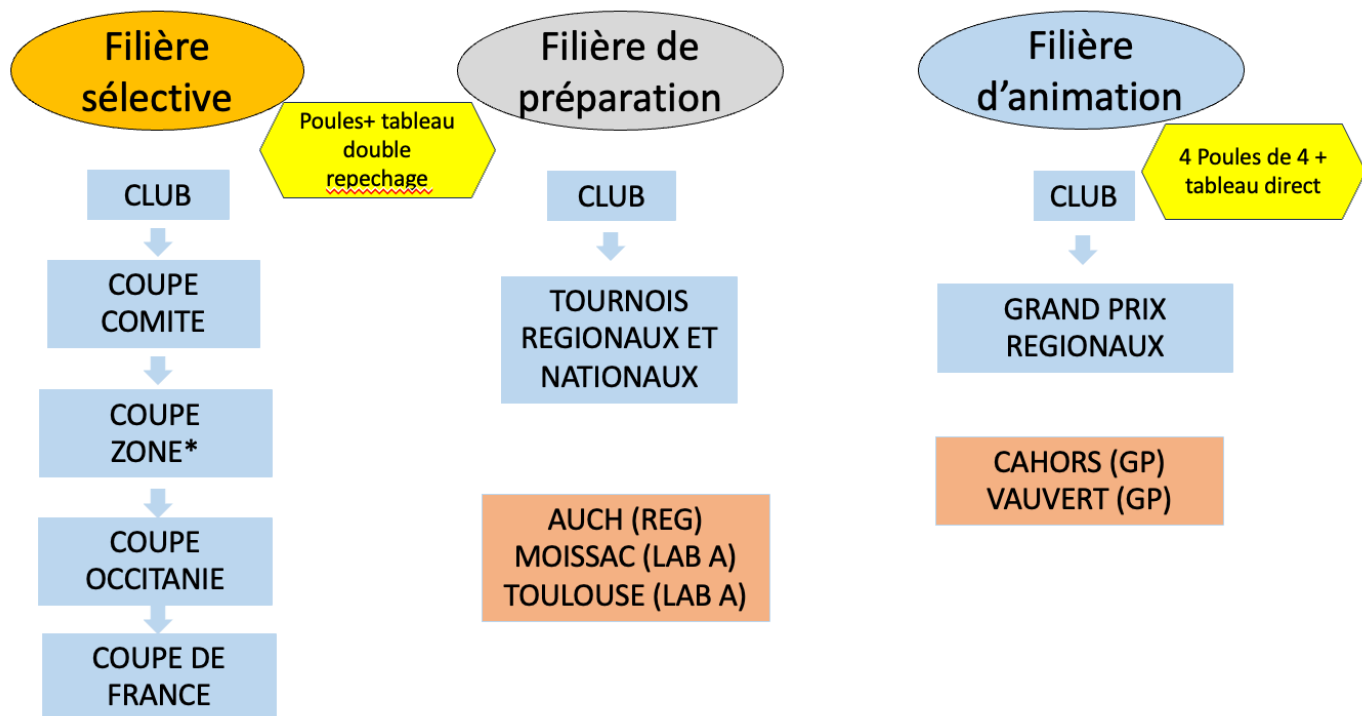 Filière
sélective
Poules+ tableau
double
repechage
CLUB
COUPE
COMITE
COUPE
ZONE*
COUPE
OCCITANIE
COUPE DE
FRANCE
Filière de
préparation
CLUB
TOURNOIS
REGIONAUX ET
NATIONAUX
AUCH (REG)
MOISSAC (LAB A)
TOULOUSE (LAB A)
Filière
d’animation
4 Poules de 4 +
tableau direct
CLUB
GRAND PRIX
REGIONAUX
CAHORS (GP)
VAUVERT (GP)